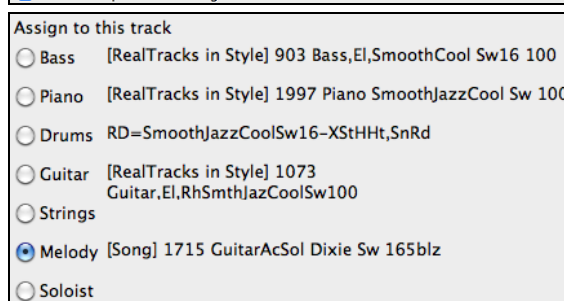 Assign to this track
Bass [RealTracks in Style] 903 Bass,El,SmoothCool Sw16 100
Piano [RealTracks in Style] 1997 Piano SmoothJazzCool Sw 100
Drums RD=SmoothJazzCoolSw16-XStHHt,SnRd
Guitar [RealTracks in Style] 1073
Guitar,El,RhSmthJazCoolSw100
Strings
Melody [Song] 1715 GuitarAcSol Dixie Sw 165blz
Soloist